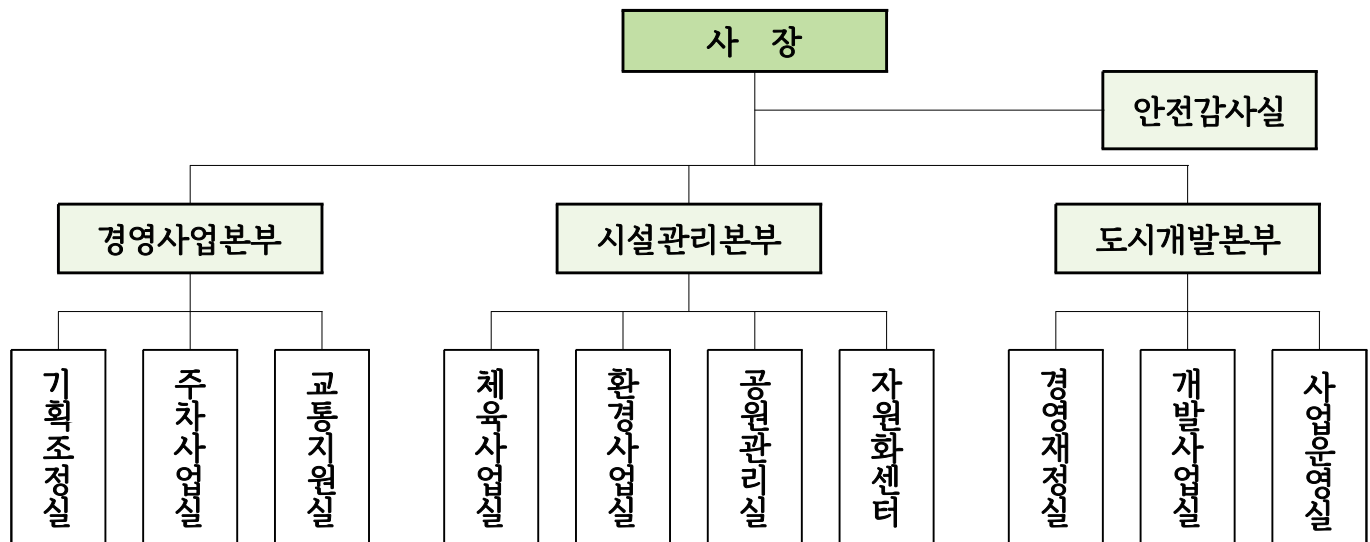 사 장
안전감사실
경영사업본부
시설관리본부
도시개발본부
기획조정실
주차사업실
교통지원실
체육사업실
환경사업실
공원관리실
자원화센터
경영재정실
개발사업실
사업운영실